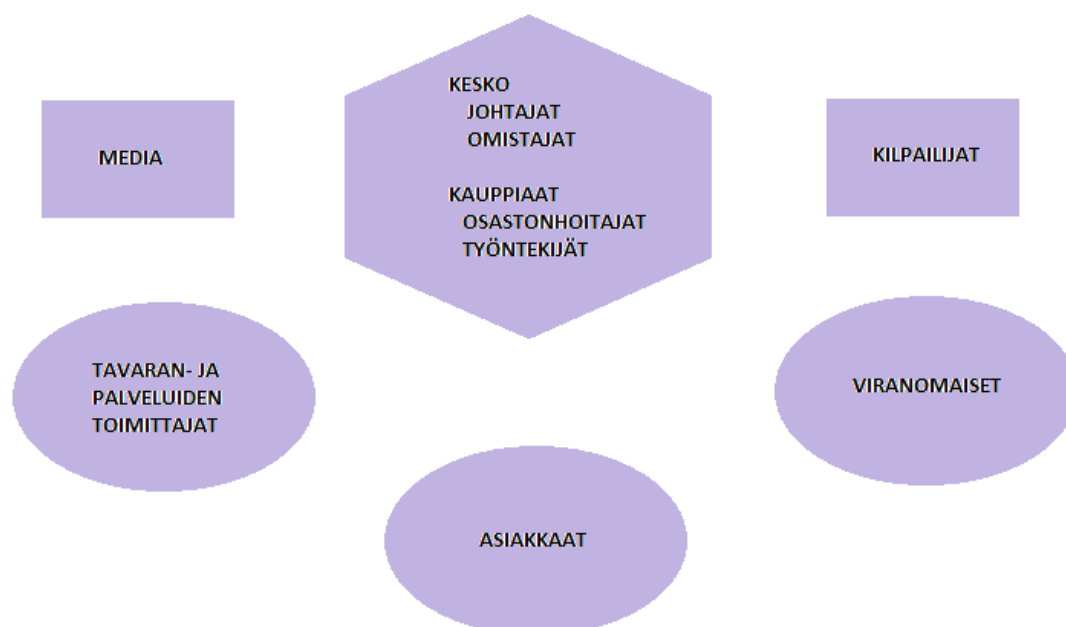 KESKO
JOHTAJAT
OMISTAJAT
KAUPPIAAT
OSASTONHOITAJAT
TYÖNTEKIJÄT
MEDIA
KILPAILIJAT
TAVARAN- JA
PALVELUIDEN
TOIMITTAJAT
VIRANOMAISET
ASIAKKAAT